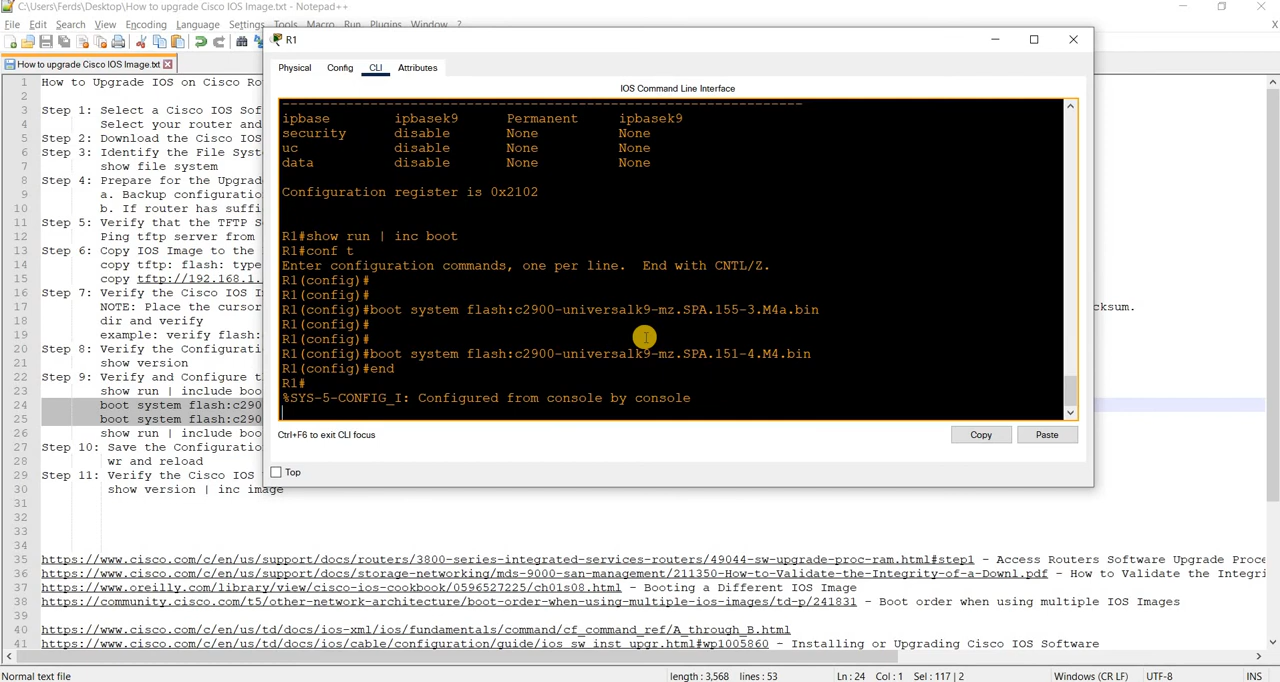 C:\Users\Ferds\Desktop\How to upgrade Cisco IOS Image.txt - Notepad++
File Edit Search View Encoding Language Settings Tools Macro Run Plugins Window ?
X
How to upgrade Cisco IOS Image.txt
R1
Physical Config CLI Attributes
IOS Command Line Interface
ipbase ipbasek9 Permanent ipbasek9
security disable None None
uc disable None None
data disable None None
Configuration register is 0x2102
R1#show run | inc boot
R1#conf t
Enter configuration commands, one per line. End with CNTL/Z.
R1(config)#
R1(config)#
R1(config)#boot system flash:c2900-universalk9-mz.SPA.155-3.M4a.bin
R1(config)#
R1(config)#
R1(config)#boot system flash:c2900-universalk9-mz.SPA.151-4.M4.bin
R1(config)#end
R1#
%SYS-5-CONFIG_I: Configured from console by console
Ctrl+F6 to exit CLI focus
Copy Paste
Top
1 How to Upgrade IOS on Cisco Ro
2
3 Step 1: Select a Cisco IOS Sof
4 Select your router and
5 Step 2: Download the Cisco IOS
6 Step 3: Identify the File Syst
7 show file system
8 Step 4: Prepare for the Upgrad
9 a. Backup configuratio
10 b. If router has suffi
11 Step 5: Verify that the TFTP S
12 Ping tftp server from
13 Step 6: Copy IOS Image to the
14 copy tftp: flash: type
15 copy tftp://192.168.1.
16 Step 7: Verify the Cisco IOS I
17 NOTE: Place the cursor cksum.
18 dir and verify
19 example: verify flash:
20 Step 8: Verify the Configurati
21 show version
22 Step 9: Verify and Configure t
23 show run | include boo
24 boot system flash:c290
25 boot system flash:c290
26 show run | include boo
27 Step 10: Save the Configuratio
28 wr and reload
29 Step 11: Verify the Cisco IOS
30 show version | inc image
31
32
33
34
35 https://www.cisco.com/c/en/us/support/docs/routers/3800-series-integrated-services-routers/49044-sw-upgrade-proc-ram.html#step1 - Access Routers Software Upgrade Proce
36 https://www.cisco.com/c/en/us/support/docs/storage-networking/mds-9000-san-management/211350-How-to-Validate-the-Integrity-of-a-Downl.pdf - How to Validate the Integri
37 https://www.oreilly.com/library/view/cisco-ios-cookbook/0596527225/ch01s08.html - Booting a Different IOS Image
38 https://community.cisco.com/t5/other-network-architecture/boot-order-when-using-multiple-ios-images/td-p/241831 - Boot order when using multiple IOS Images
39
40 https://www.cisco.com/c/en/us/td/docs/ios-xml/ios/fundamentals/command/cf_command_ref/A_through_B.html
41 https://www.cisco.com/c/en/us/td/docs/ios/cable/configuration/guide/ios_sw_inst_upgr.html#wp1005860 - Installing or Upgrading Cisco IOS Software
Normal text file length : 3,568 lines : 53 Ln : 24 Col : 1 Sel : 117 | 2 Windows (CR LF) UTF-8 INS